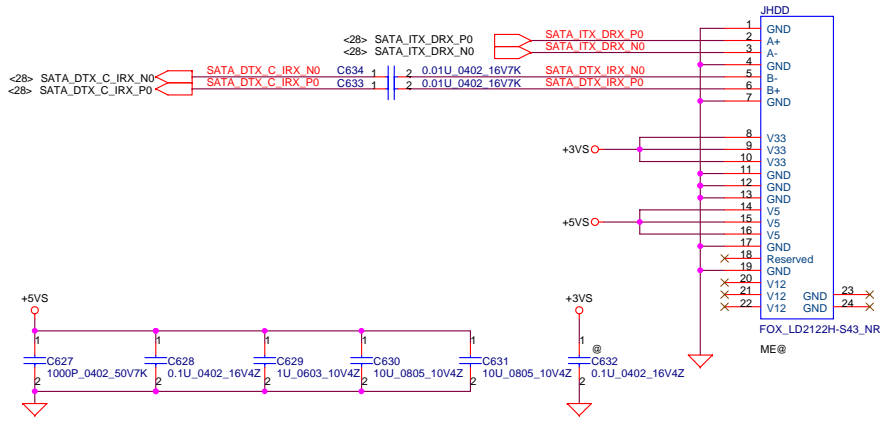 JHDD
<28> SATA_ITX_DRX_P0 SATA_ITX_DRX_P0 1 GND
<28> SATA_ITX_DRX_N0 SATA_ITX_DRX_N0 2 A+
3 A-
4 GND
<28> SATA_DTX_C_IRX_N0 SATA_DTX_C_IRX_N0 C634 1 2 0.01U_0402_16V7K SATA_DTX_IRX_N0 5 B-
<28> SATA_DTX_C_IRX_P0 SATA_DTX_C_IRX_P0 C633 1 2 0.01U_0402_16V7K SATA_DTX_IRX_P0 6 B+
7 GND
8 V33
+3VS 9 V33
10 V33
11 GND
12 GND
13 GND
14 V5
+5VS 15 V5
16 V5
17 GND
18 Reserved
19 GND
20 V12
21 V12 GND 23
22 V12 GND 24
FOX_LD2122H-S43_NR
ME@
+5VS +3VS
1 1 1 1 1 1 @
C627 C628 C629 C630 C631 C632
1000P_0402_50V7K 0.1U_0402_16V4Z 1U_0603_10V4Z 10U_0805_10V4Z 10U_0805_10V4Z 0.1U_0402_16V4Z
2 2 2 2 2 2